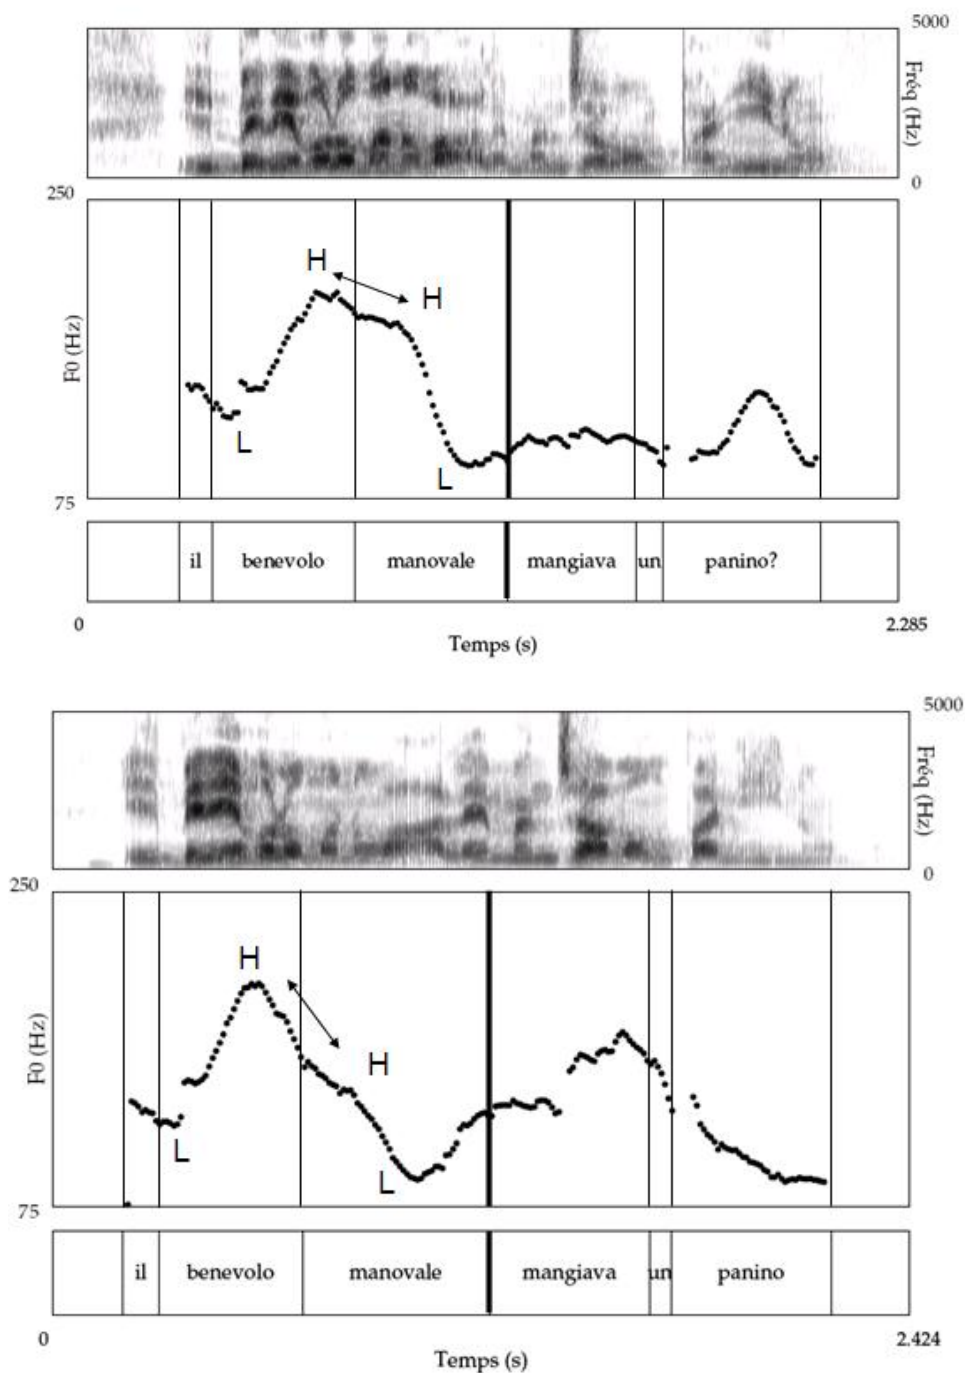 5000
Fréq (Hz)
0
250
F0 (Hz)
H
H
L
L
75
il benevolo manovale mangiava un panino?
0 2.285
Temps (s)
5000
Fréq (Hz)
0
250
F0 (Hz)
H
H
L
L
75
il benevolo manovale mangiava un panino
0 2.424
Temps (s)